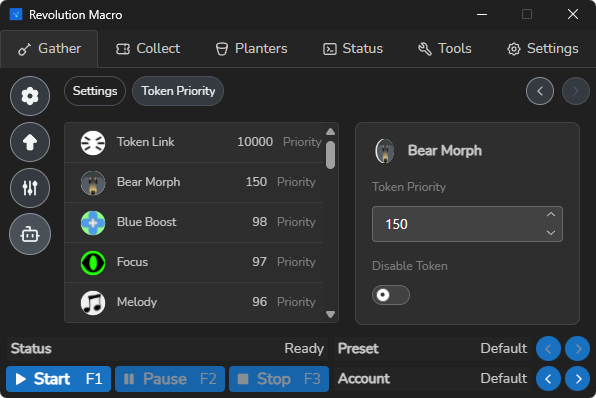 Revolution Macro
Gather Collect Planters Status Tools Settings
Settings Token Priority
Token Link 10000 Priority
Bear Morph 150 Priority
Blue Boost 98 Priority
Focus 97 Priority
Melody 96 Priority
Bear Morph
Token Priority
150
Disable Token
Status Ready
Preset Default
Start F1 Pause F2 Stop F3
Account Default